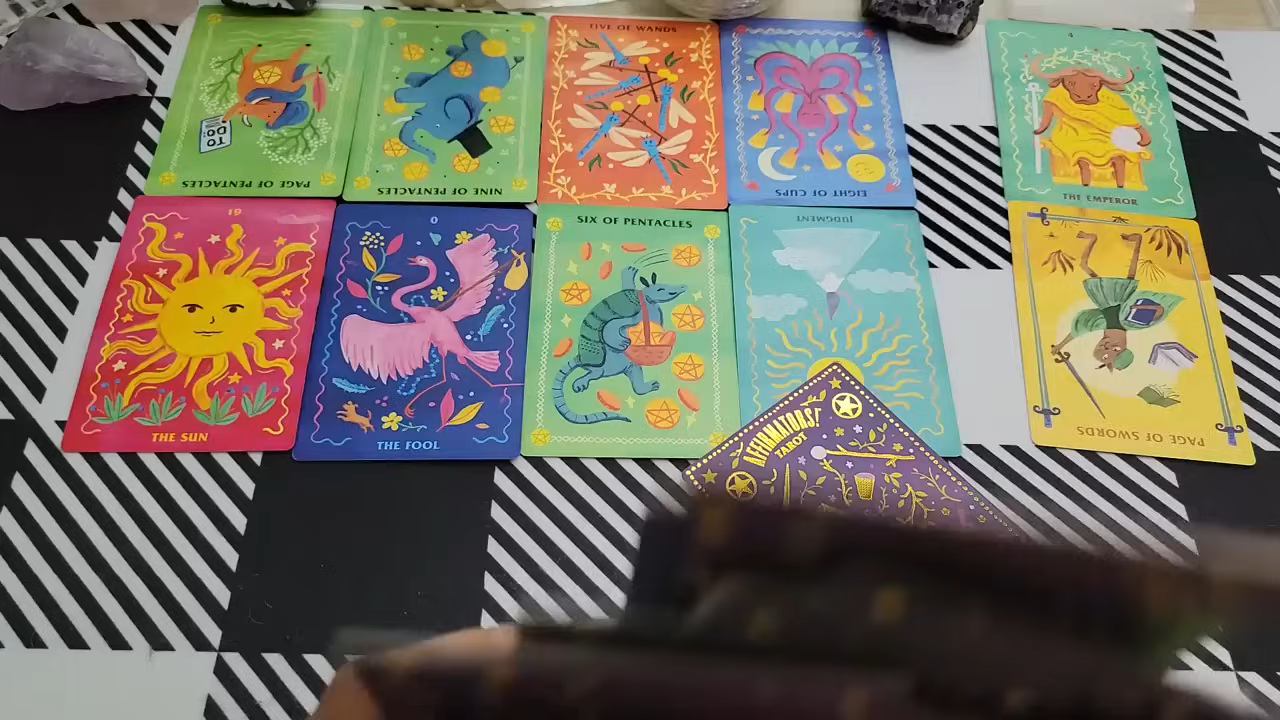 TO
DO:
PAGE OF PENTACLES
NINE OF PENTACLES
FIVE OF WANDS
EIGHT OF CUPS
4
THE EMPEROR
19
THE SUN
0
THE FOOL
SIX OF PENTACLES
JUDGMENT
PAGE OF SWORDS
AFFIRMATORS!
TAROT